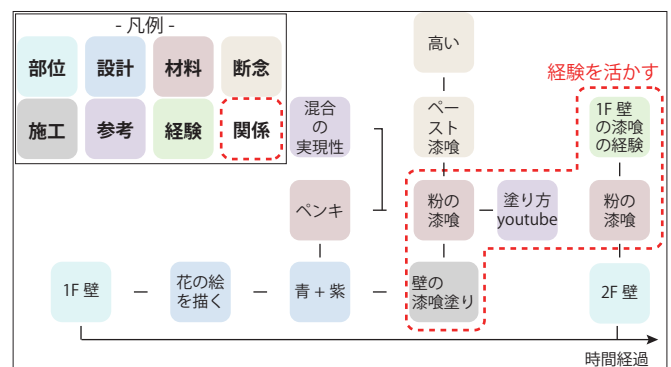 - 凡例 -
部位
設計
材料
断念
施工
参考
経験
関係
高い
経験を活かす
混合
の
実現性
ペー
スト
漆喰
1F 壁
の漆喰
の経験
ペンキ
粉の
漆喰
塗り方
youtube
粉の
漆喰
1F 壁
花の絵
を描く
青 + 紫
壁の
漆喰塗り
2F 壁
時間経過